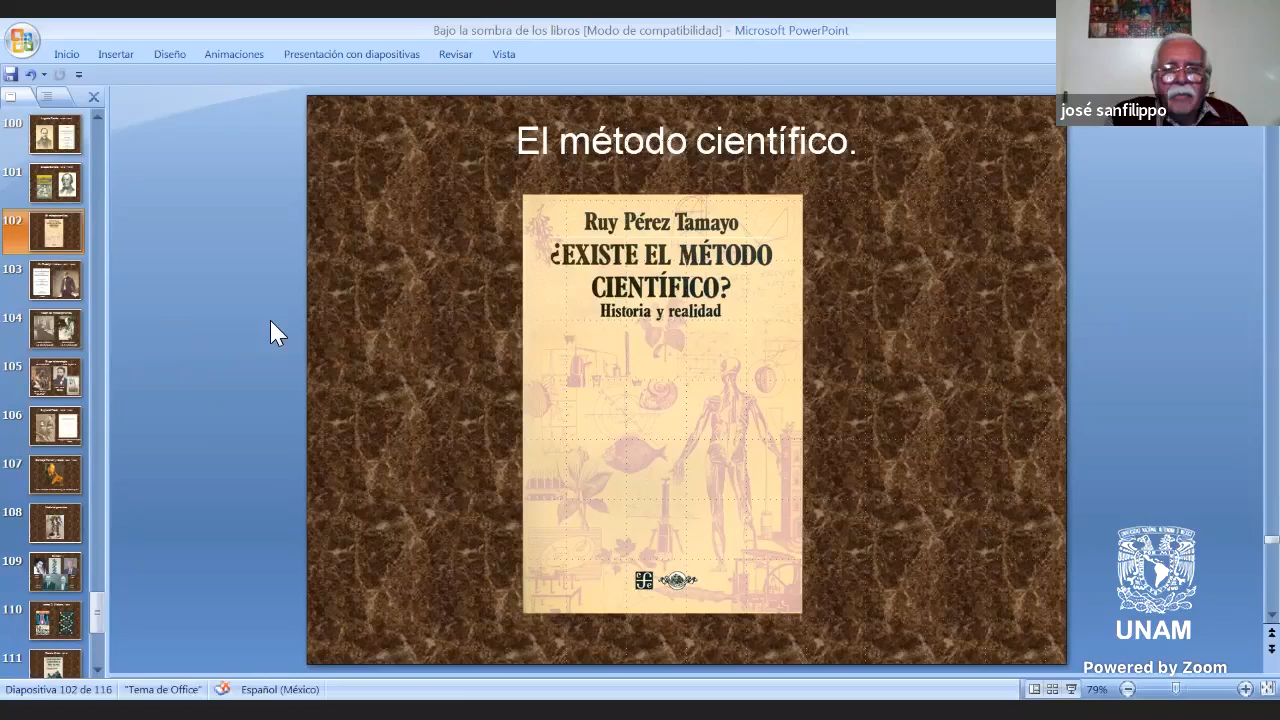 Bajo la sombra de los libros [Modo de compatibilidad] - Microsoft PowerPoint
Inicio Insertar Diseño Animaciones Presentación con diapositivas Revisar Vista
josé sanfilippo
100
101
102
103
104
105
106
107
108
109
110
111
El método científico.
Ruy Pérez Tamayo
¿EXISTE EL MÉTODO
CIENTÍFICO?
Historia y realidad
UNAM
Powered by Zoom
Diapositiva 102 de 116 "Tema de Office" Español (México) 79%